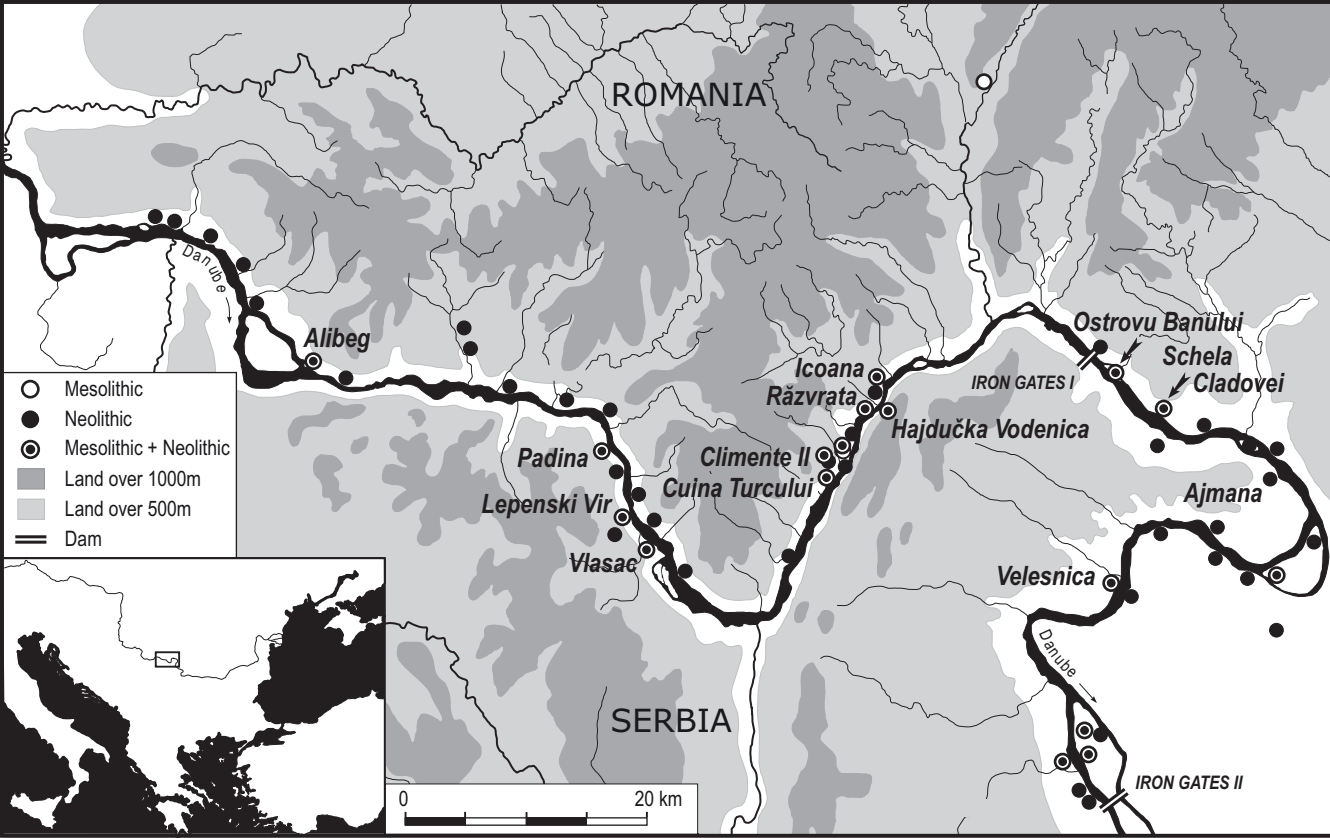 ROMANIA
Danube
Alibeg
Ostrovu Banului
Schela
Cladovei
IRON GATES I
Icoana
Răzvrata
Hajdučka Vodenica
Climente II
Cuina Turcului
Padina
Lepenski Vir
Vlasac
Ajmana
Velesnica
Danube
SERBIA
IRON GATES II
Mesolithic
Neolithic
Mesolithic + Neolithic
Land over 1000m
Land over 500m
Dam
0 20 km